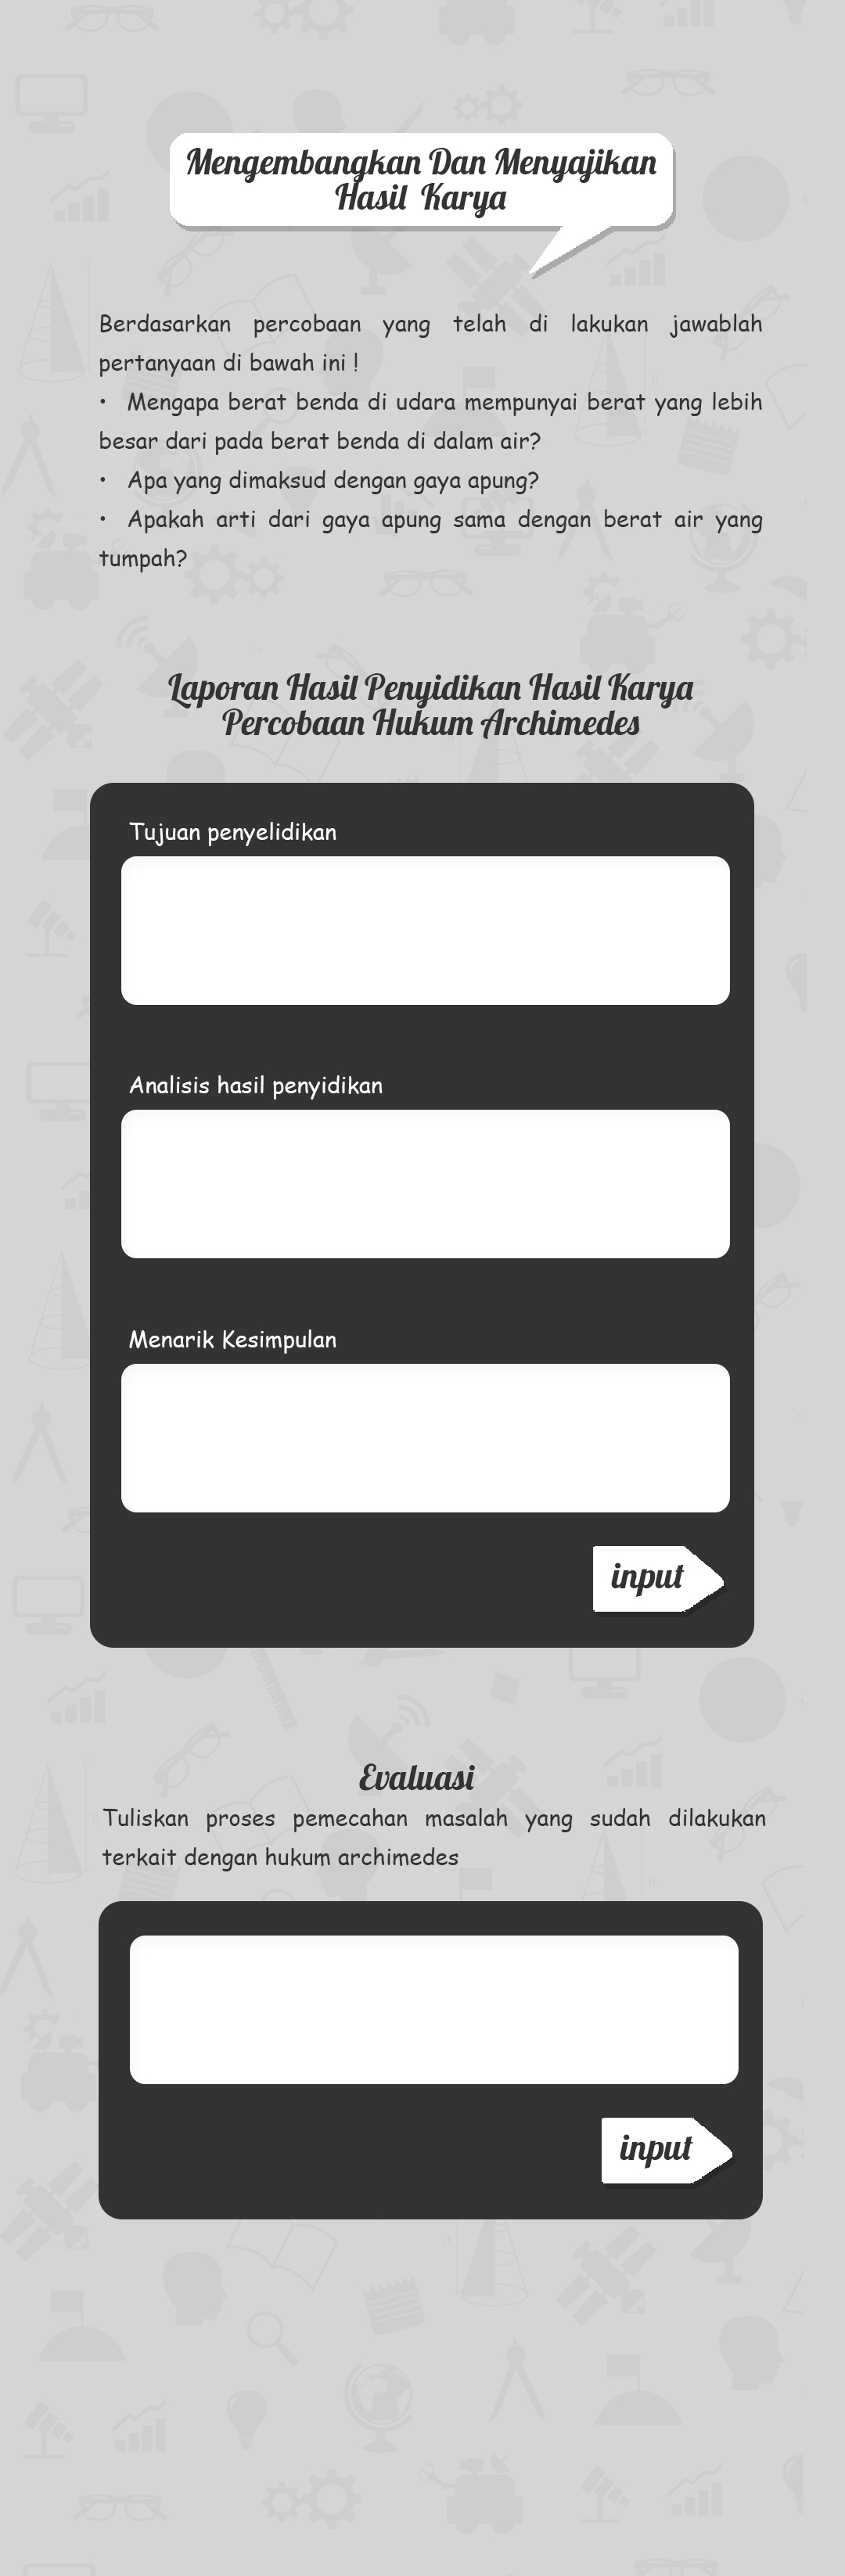 Mengembangkan Dan Menyajikan
Hasil Karya
Berdasarkan percobaan yang telah di lakukan jawablah
pertanyaan di bawah ini !
• Mengapa berat benda di udara mempunyai berat yang lebih
besar dari pada berat benda di dalam air?
• Apa yang dimaksud dengan gaya apung?
• Apakah arti dari gaya apung sama dengan berat air yang
tumpah?
Laporan Hasil Penyidikan Hasil Karya
Percobaan Hukum Archimedes
Tujuan penyelidikan
Analisis hasil penyidikan
Menarik Kesimpulan
input
Evaluasi
Tuliskan proses pemecahan masalah yang sudah dilakukan
terkait dengan hukum archimedes
input